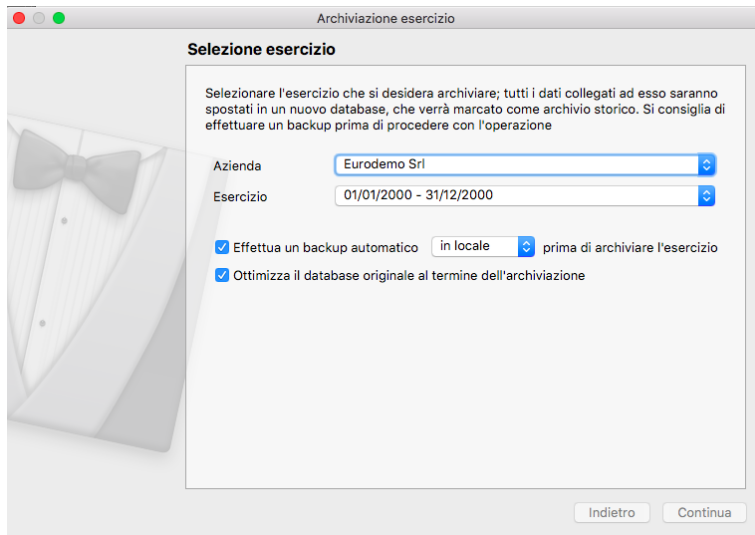 Archiviazione esercizio
Selezione esercizio
Selezionare l'esercizio che si desidera archiviare; tutti i dati collegati ad esso saranno
spostati in un nuovo database, che verrà marcato come archivio storico. Si consiglia di
effettuare un backup prima di procedere con l'operazione
Azienda Eurodemo Srl
Esercizio 01/01/2000 - 31/12/2000
Effettua un backup automatico in locale prima di archiviare l'esercizio
Ottimizza il database originale al termine dell'archiviazione
Indietro Continua